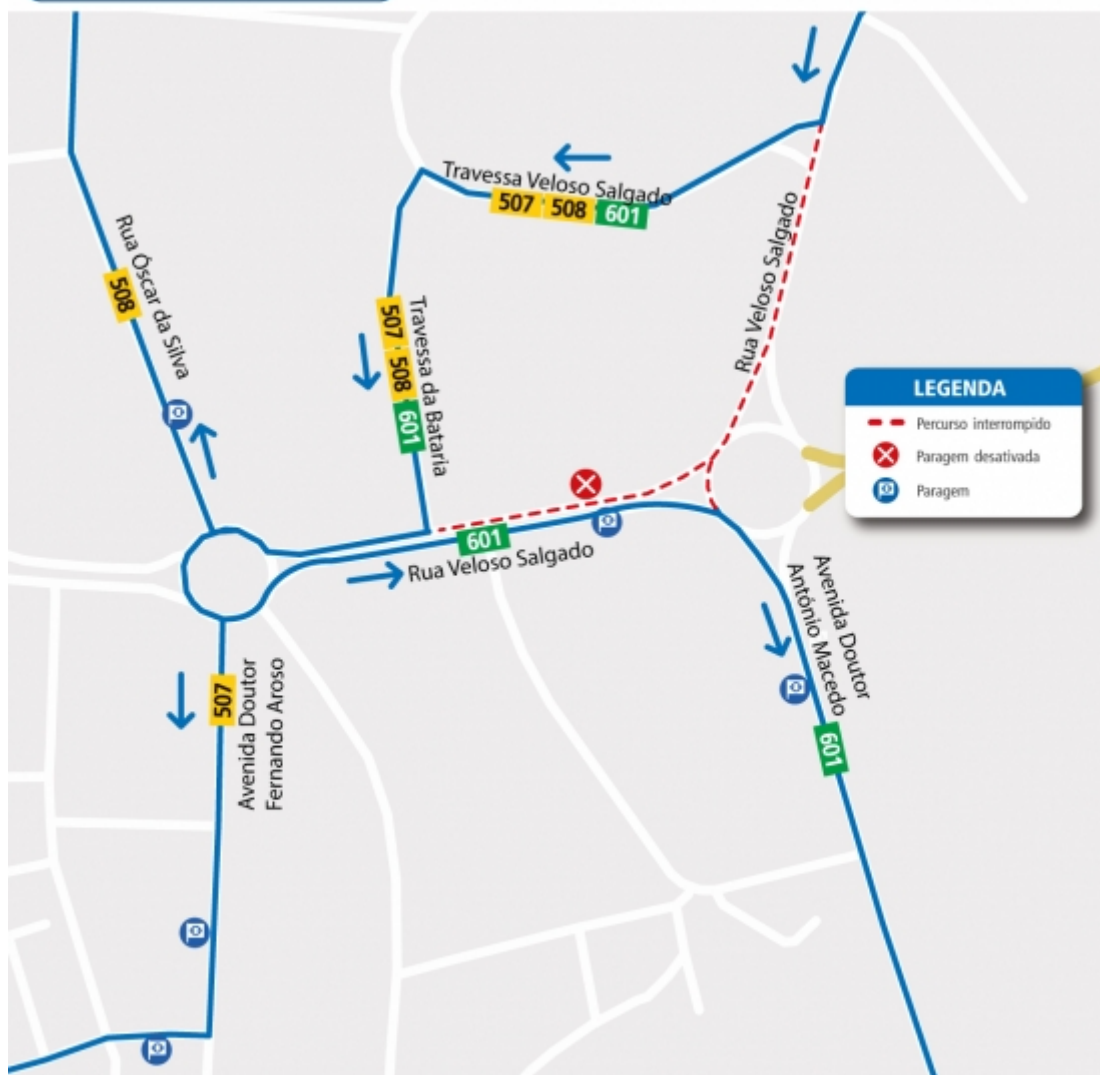 Travessa Veloso Salgado
507 508 601
Rua Óscar da Silva
508
Travessa da Bataria
507 508 601
Rua Veloso Salgado
LEGENDA
Percurso interrompido
Paragem desativada
Paragem
601
Rua Veloso Salgado
Avenida Doutor
António Macedo
601
507
Avenida Doutor
Fernando Aroso